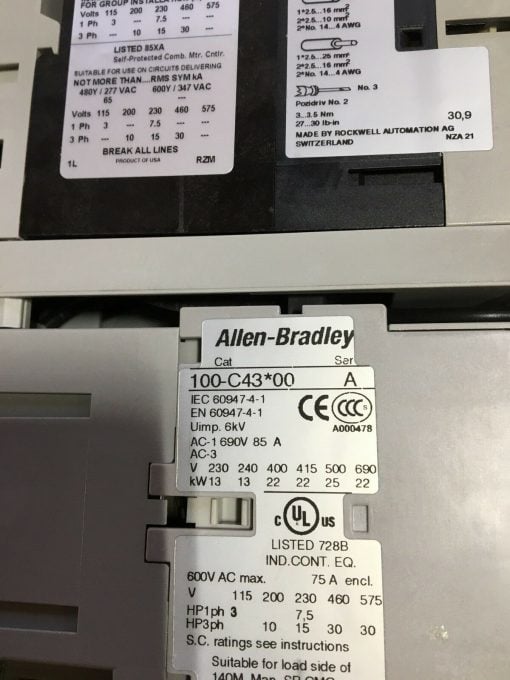 FOR GROUP INSTALLATION
Volts 115 200 230 460 575
1 Ph 3 --- 7.5 --- ---
3 Ph --- 10 15 30 ---
LISTED 85XA
Self-Protected Comb. Mtr. Cntlr.
SUITABLE FOR USE ON CIRCUITS DELIVERING
NOT MORE THAN....RMS SYM kA
480Y / 277 VAC 600Y / 347 VAC
65 ---
Volts 115 200 230 460 575
1 Ph 3 --- 7.5 --- ---
3 Ph --- 10 15 30 ---
BREAK ALL LINES
1L PRODUCT OF USA RZM
1*2.5...16 mm²
2*2.5...10 mm²
2*No. 14...4 AWG
1*2.5...25 mm²
2*2.5...16 mm²
2*No. 14...4 AWG
No. 3
Pozidriv No. 2
3...3.5 Nm
27...30 lb-in
30,9
MADE BY ROCKWELL AUTOMATION AG
SWITZERLAND NZA 21
Allen-Bradley
Cat Ser
100-C43*00 A
IEC 60947-4-1
EN 60947-4-1
Uimp. 6kV
CE CCC S
A000478
AC-1 690V 85 A
AC-3
V 230 240 400 415 500 690
kW 13 13 22 22 25 22
C UL US
LISTED 728B
IND.CONT. EQ.
600V AC max. 75 A encl.
V 115 200 230 460 575
HP1ph 3 7,5
HP3ph 10 15 30 30
S.C. ratings see instructions
Suitable for load side of